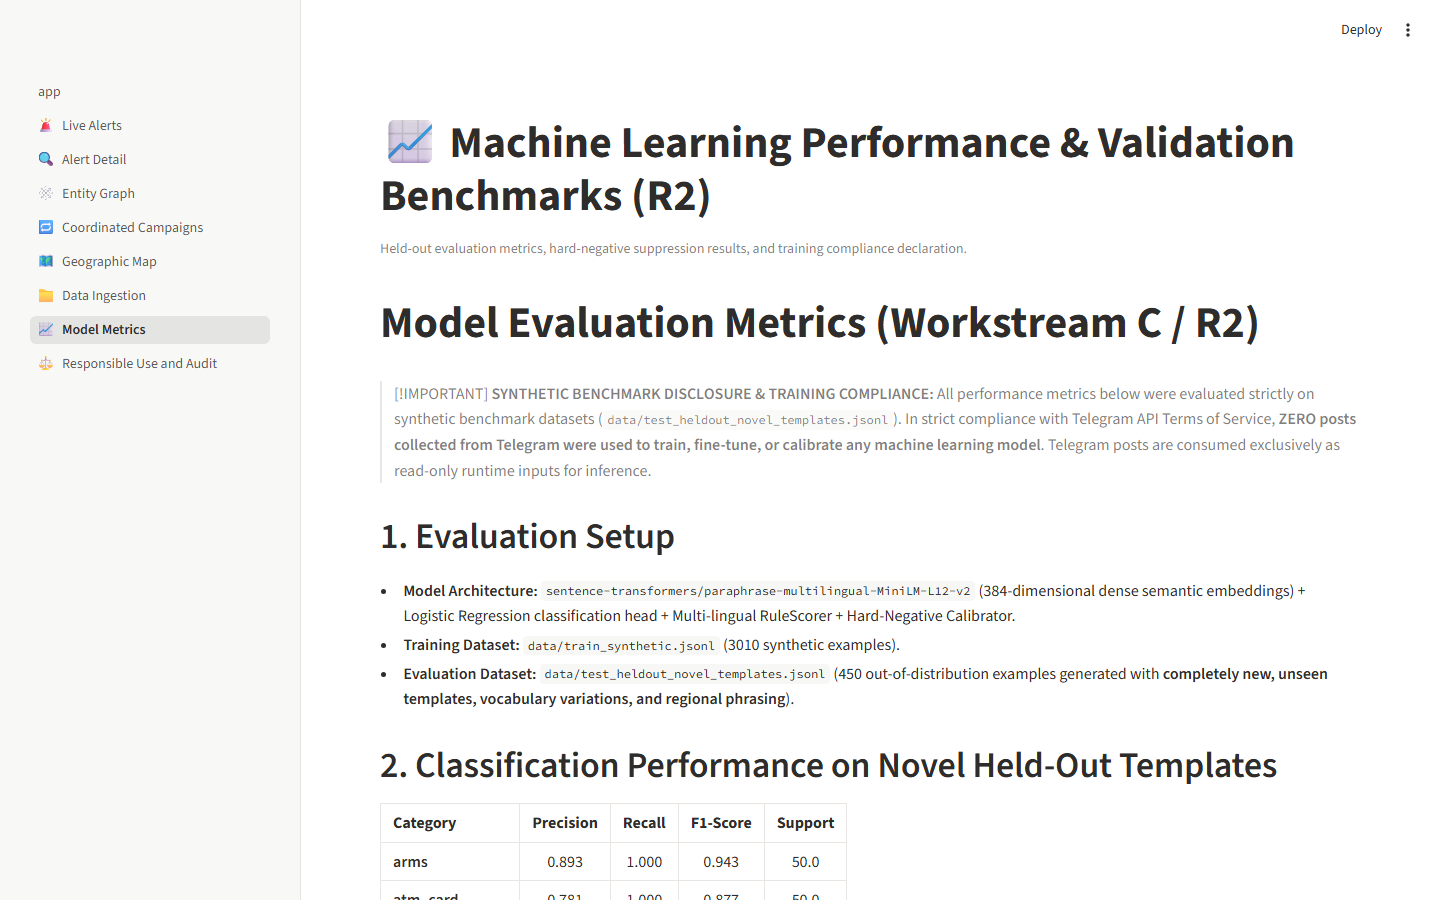 Deploy
app
Live Alerts
Alert Detail
Entity Graph
Coordinated Campaigns
Geographic Map
Data Ingestion
Model Metrics
Responsible Use and Audit
Machine Learning Performance & Validation
Benchmarks (R2)
Held-out evaluation metrics, hard-negative suppression results, and training compliance declaration.
Model Evaluation Metrics (Workstream C / R2)
[!IMPORTANT] SYNTHETIC BENCHMARK DISCLOSURE & TRAINING COMPLIANCE: All performance metrics below were evaluated strictly on
synthetic benchmark datasets ( data/test_heldout_novel_templates.jsonl ). In strict compliance with Telegram API Terms of Service, ZERO posts
collected from Telegram were used to train, fine-tune, or calibrate any machine learning model. Telegram posts are consumed exclusively as
read-only runtime inputs for inference.
1. Evaluation Setup
• Model Architecture: sentence-transformers/paraphrase-multilingual-MiniLM-L12-v2 (384-dimensional dense semantic embeddings) +
Logistic Regression classification head + Multi-lingual RuleScorer + Hard-Negative Calibrator.
• Training Dataset: data/train_synthetic.jsonl (3010 synthetic examples).
• Evaluation Dataset: data/test_heldout_novel_templates.jsonl (450 out-of-distribution examples generated with completely new, unseen
templates, vocabulary variations, and regional phrasing).
2. Classification Performance on Novel Held-Out Templates
Category Precision Recall F1-Score Support
arms 0.893 1.000 0.943 50.0
atm_card 0.781 1.000 0.877 50.0